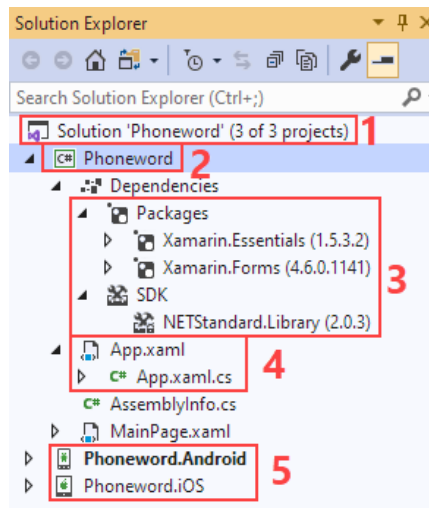 Solution Explorer
Search Solution Explorer (Ctrl+;)
Solution 'Phoneword' (3 of 3 projects) 1
C# Phoneword 2
Dependencies
Packages
Xamarin.Essentials (1.5.3.2)
Xamarin.Forms (4.6.0.1141) 3
SDK
NETStandard.Library (2.0.3)
App.xaml 4
C# App.xaml.cs
C# AssemblyInfo.cs
MainPage.xaml
Phoneword.Android 5
Phoneword.iOS